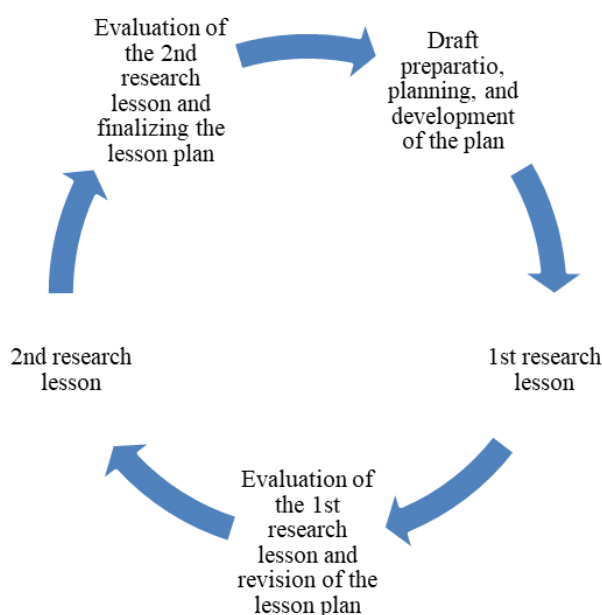 Evaluation of
the 2nd
research
lesson and
finalizing the
lesson plan
Draft
preparatio,
planning, and
development
of the plan
1st research
lesson
Evaluation of
the 1st
research
lesson and
revision of the
lesson plan
2nd research
lesson